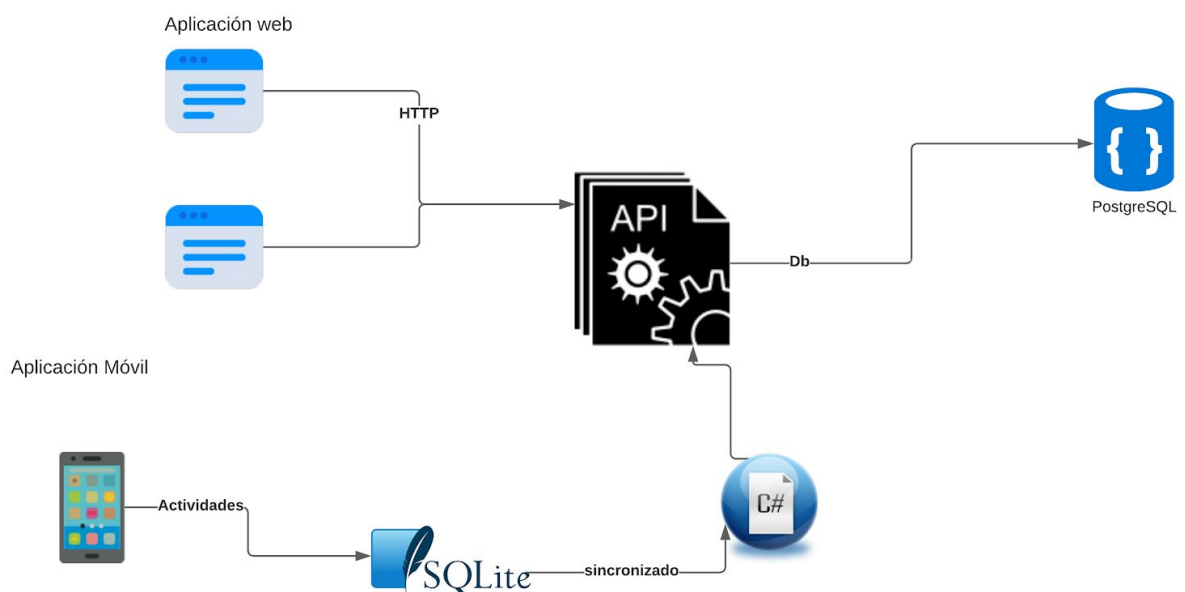 Aplicación web
HTTP
API
Db
PostgreSQL
Aplicación Móvil
Actividades
C#
SQLite
sincronizado